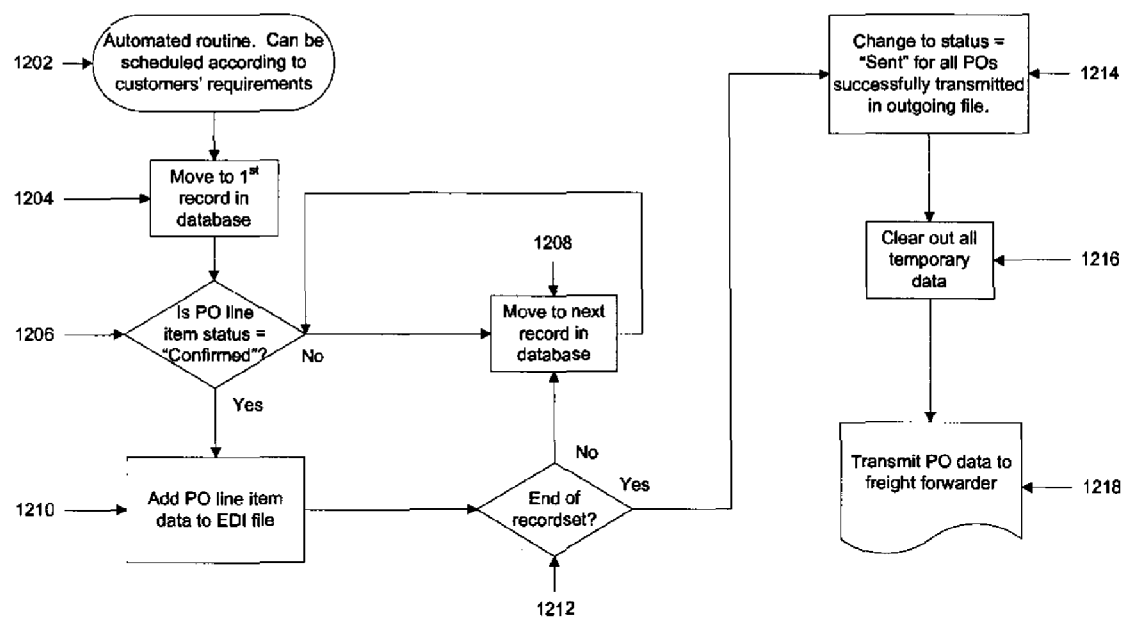 Automated routine. Can be
scheduled according to
customers' requirements
1202
Move to 1st
record in
database
1204
Is PO line
item status =
"Confirmed"?
1206
No
Yes
1208
Move to next
record in
database
Add PO line item
data to EDI file
1210
No
Yes
End of
recordset?
1212
Change to status =
"Sent" for all POs
successfully transmitted
in outgoing file.
1214
Clear out all
temporary
data
1216
Transmit PO data to
freight forwarder
1218